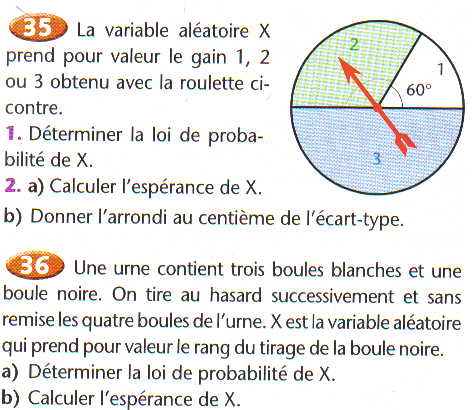 35 La variable aléatoire X
prend pour valeur le gain 1, 2
ou 3 obtenu avec la roulette ci-
contre.
1. Déterminer la loi de proba-
bilité de X.
2. a) Calculer l'espérance de X.
b) Donner l'arrondi au centième de l'écart-type.
2
1
60°
3
36 Une urne contient trois boules blanches et une
boule noire. On tire au hasard successivement et sans
remise les quatre boules de l'urne. X est la variable aléatoire
qui prend pour valeur le rang du tirage de la boule noire.
a) Déterminer la loi de probabilité de X.
b) Calculer l'espérance de X.